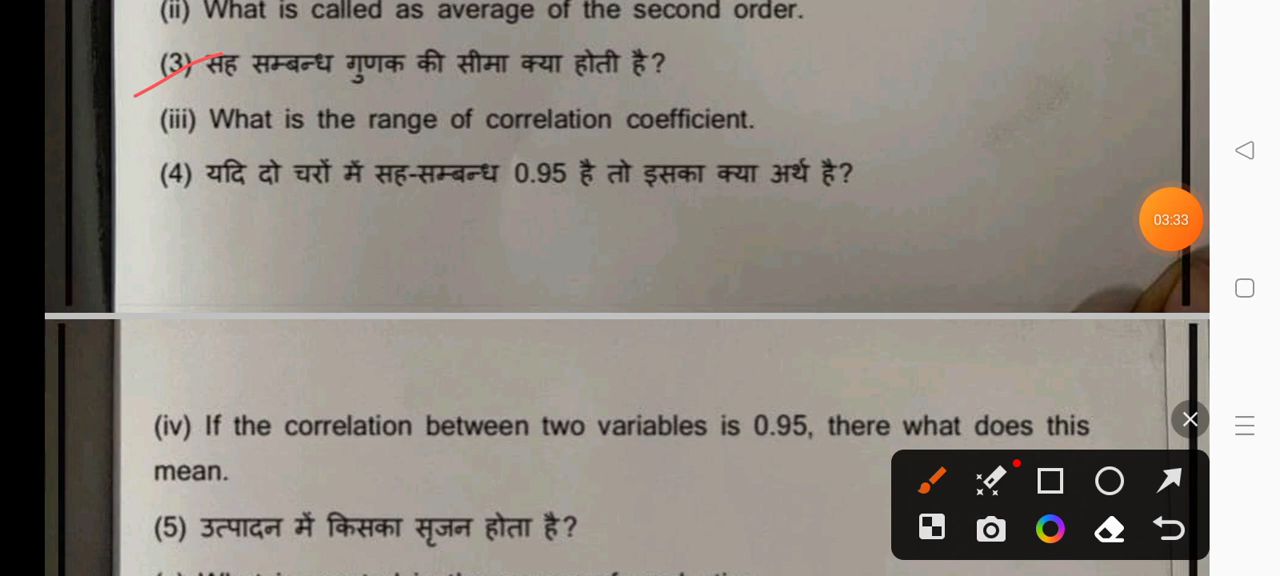 (ii) What is called as average of the second order.
(3) सह सम्बन्ध गुणक की सीमा क्या होती है?
(iii) What is the range of correlation coefficient.
(4) यदि दो चरों में सह-सम्बन्ध 0.95 है तो इसका क्या अर्थ है?
03:33
(iv) If the correlation between two variables is 0.95, there what does this
mean.
(5) उत्पादन में किसका सृजन होता है?